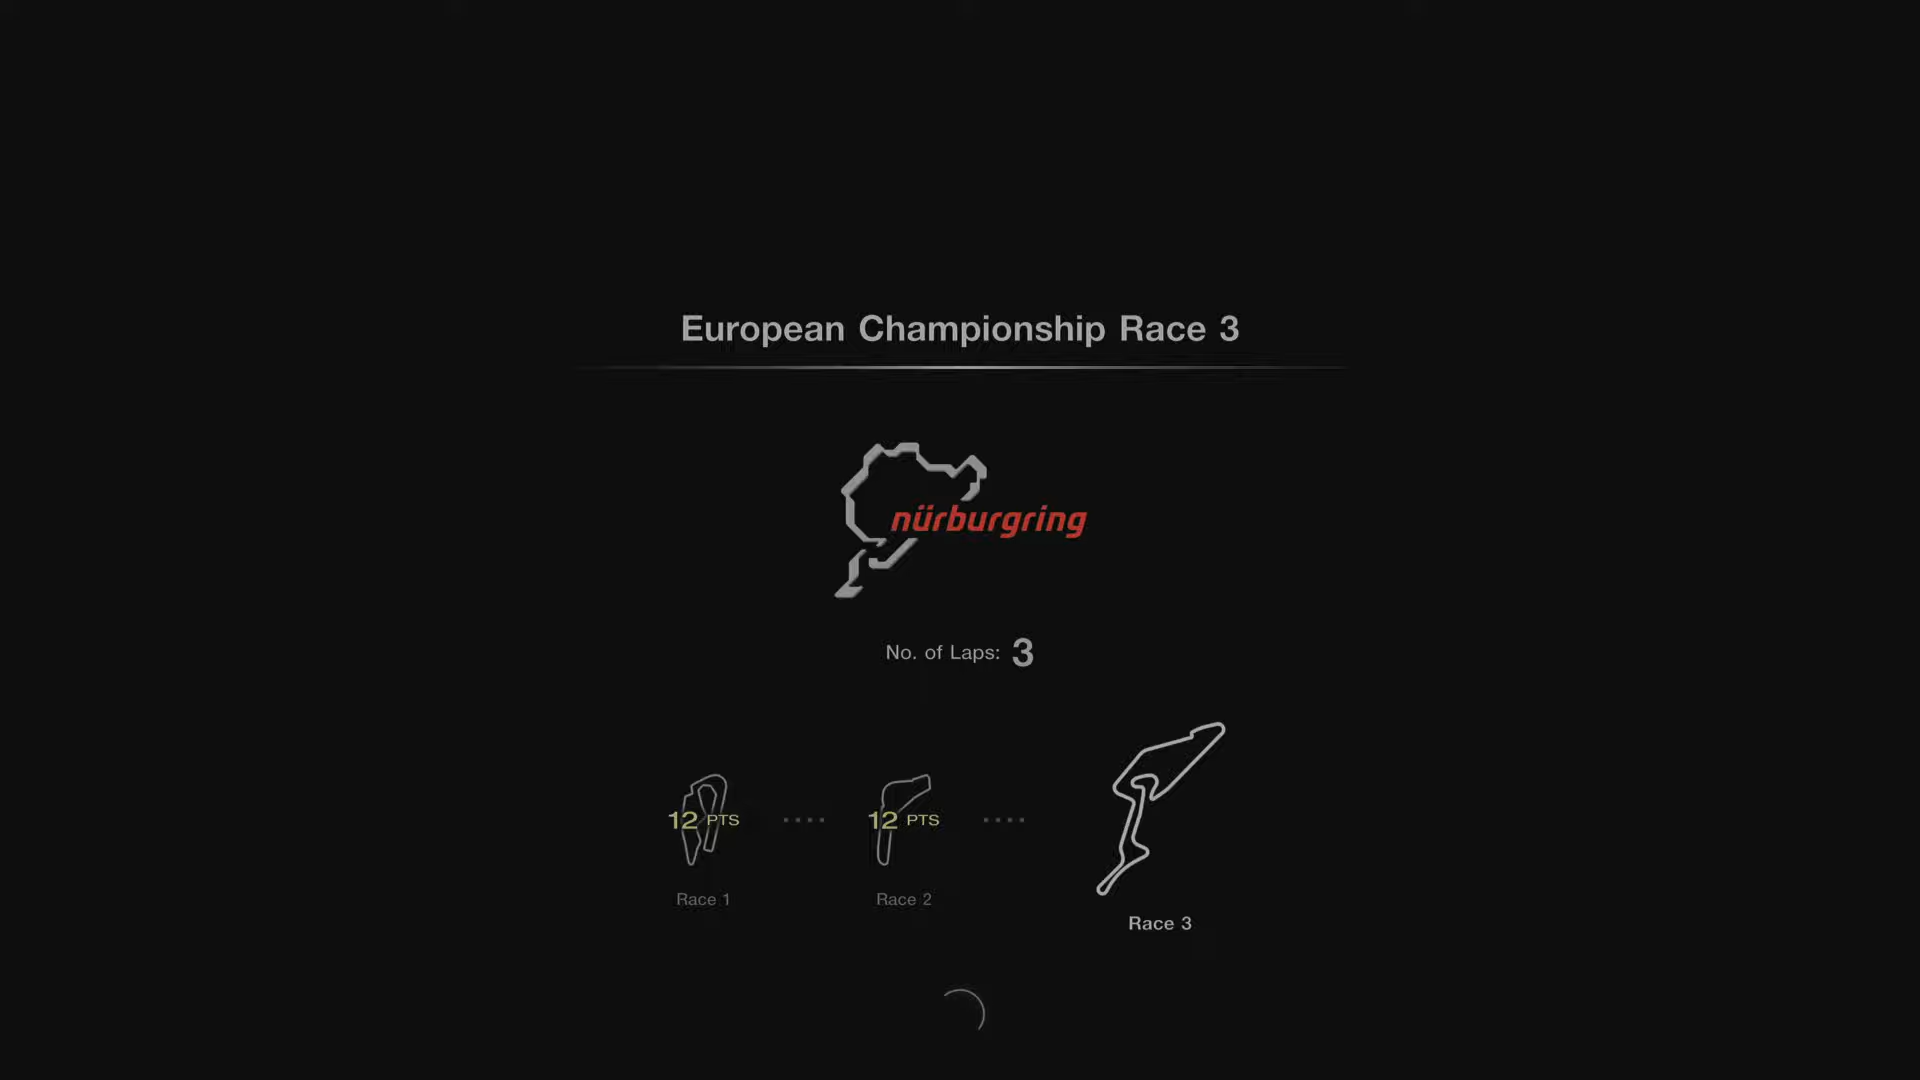 European Championship Race 3
nürburgring
No. of Laps: 3
12 PTS
12 PTS
Race 1
Race 2
Race 3